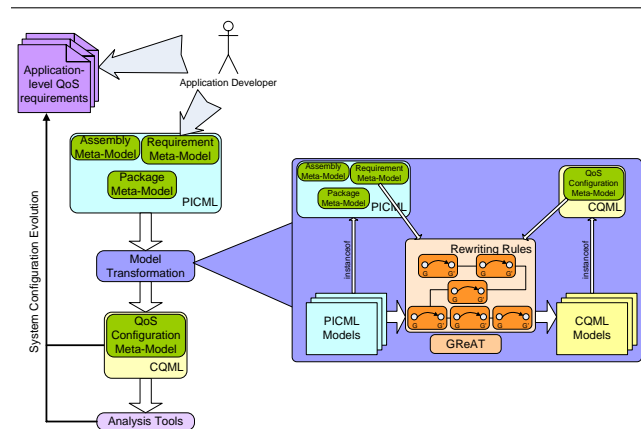 Application-
level QoS
requirements
Application Developer
Assembly
Meta-Model
Requirement
Meta-Model
Package
Meta-Model
PICML
Model
Transformation
QoS
Configuration
Meta-Model
CQML
Analysis Tools
System Configuration Evolution
Assembly
Meta-Model
Requirement
Meta-Model
Package
Meta-Model
PICML
QoS
Configuration
Meta-Model
CQML
instanceof
Rewriting Rules
G G'
G G'
G G'
G G'
G G'
G G'
instanceof
PICML
Models
GReAT
CQML
Models